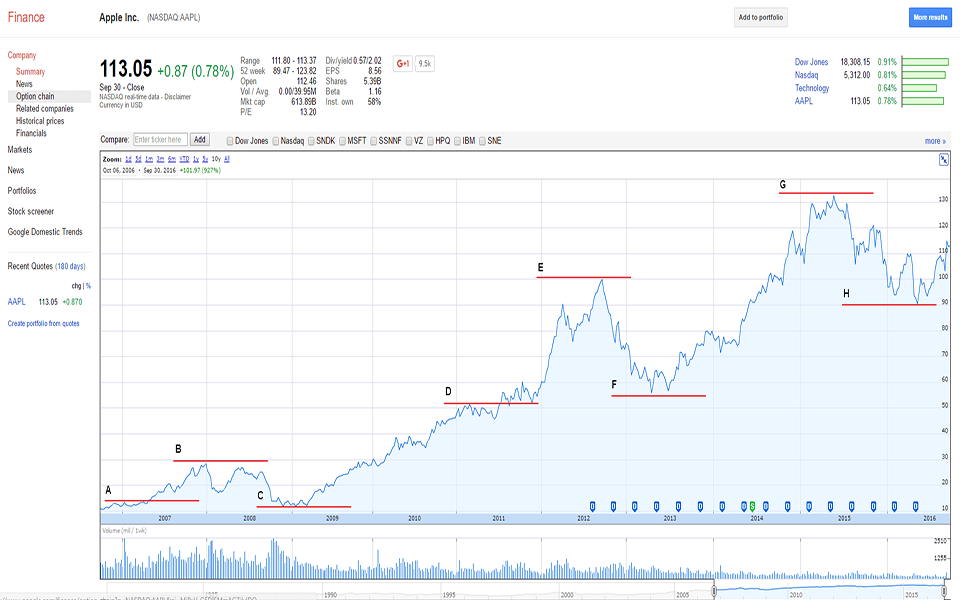 Finance
Apple Inc. (NASDAQ:AAPL)
Add to portfolio
More results
Company
Summary
News
Option chain
Related companies
Historical prices
Financials
Markets
News
Portfolios
Stock screener
Google Domestic Trends
Recent Quotes (180 days)
chg | %
AAPL 113.05 +0.870
Create portfolio from quotes
113.05 +0.87 (0.78%)
Sep 30 - Close
NASDAQ real-time data - Disclaimer
Currency in USD
Range 111.80 - 113.37
52 week 89.47 - 123.82
Open 112.46
Vol / Avg. 0.00/39.95M
Mkt cap 613.89B
P/E 13.20
Div/yield 0.57/2.02
EPS 8.56
Shares 5.39B
Beta 1.16
Inst. own 58%
G+1 9.5k
Dow Jones 18,308.15 0.91%
Nasdaq 5,312.00 0.81%
Technology 0.64%
AAPL 113.05 0.78%
Compare: Enter ticker here Add Dow Jones Nasdaq SNDK MSFT SSNNF VZ HPQ IBM SNE more »
Zoom: 1d 5d 1m 3m 6m YTD 1y 5y 10y All
Oct 06, 2006 - Sep 30, 2016 +101.97 (927%)
G
E
H
F
D
B
A
C
130
120
110
100
90
80
70
60
50
40
30
20
10
D D D D D D D D S D D D D D D D D
2007 2008 2009 2010 2011 2012 2013 2014 2015 2016
Volume (mil / 1wk)
2510
1255
1990 1995 2000 2005 2010 2015